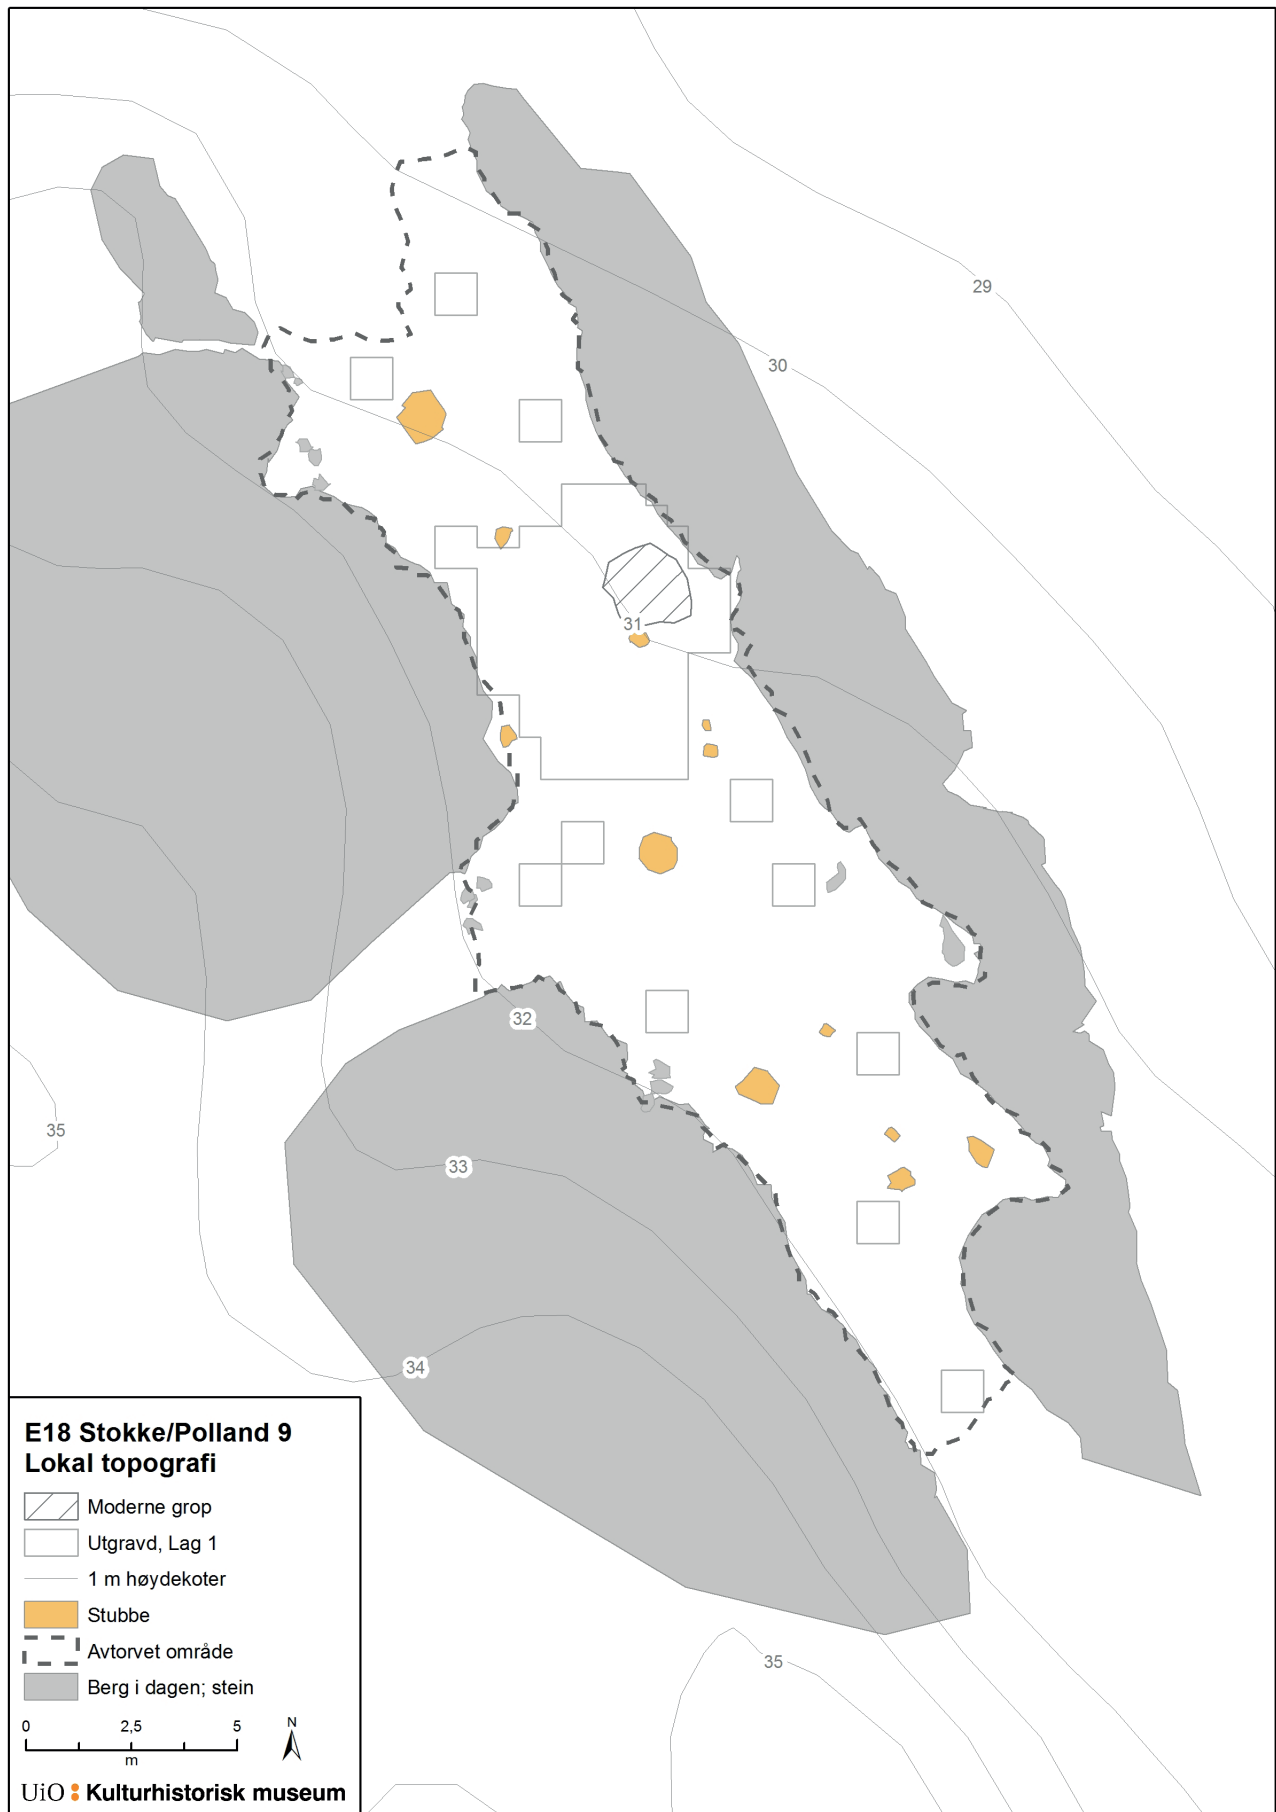 29
30
31
32
35
33
34
35
E18 Stokke/Polland 9
Lokal topografi
Moderne grop
Utgravd, Lag 1
1 m høydekoter
Stubbe
Avtorvet område
Berg i dagen; stein
0 2,5 5
m
N
UiO Kulturhistorisk museum